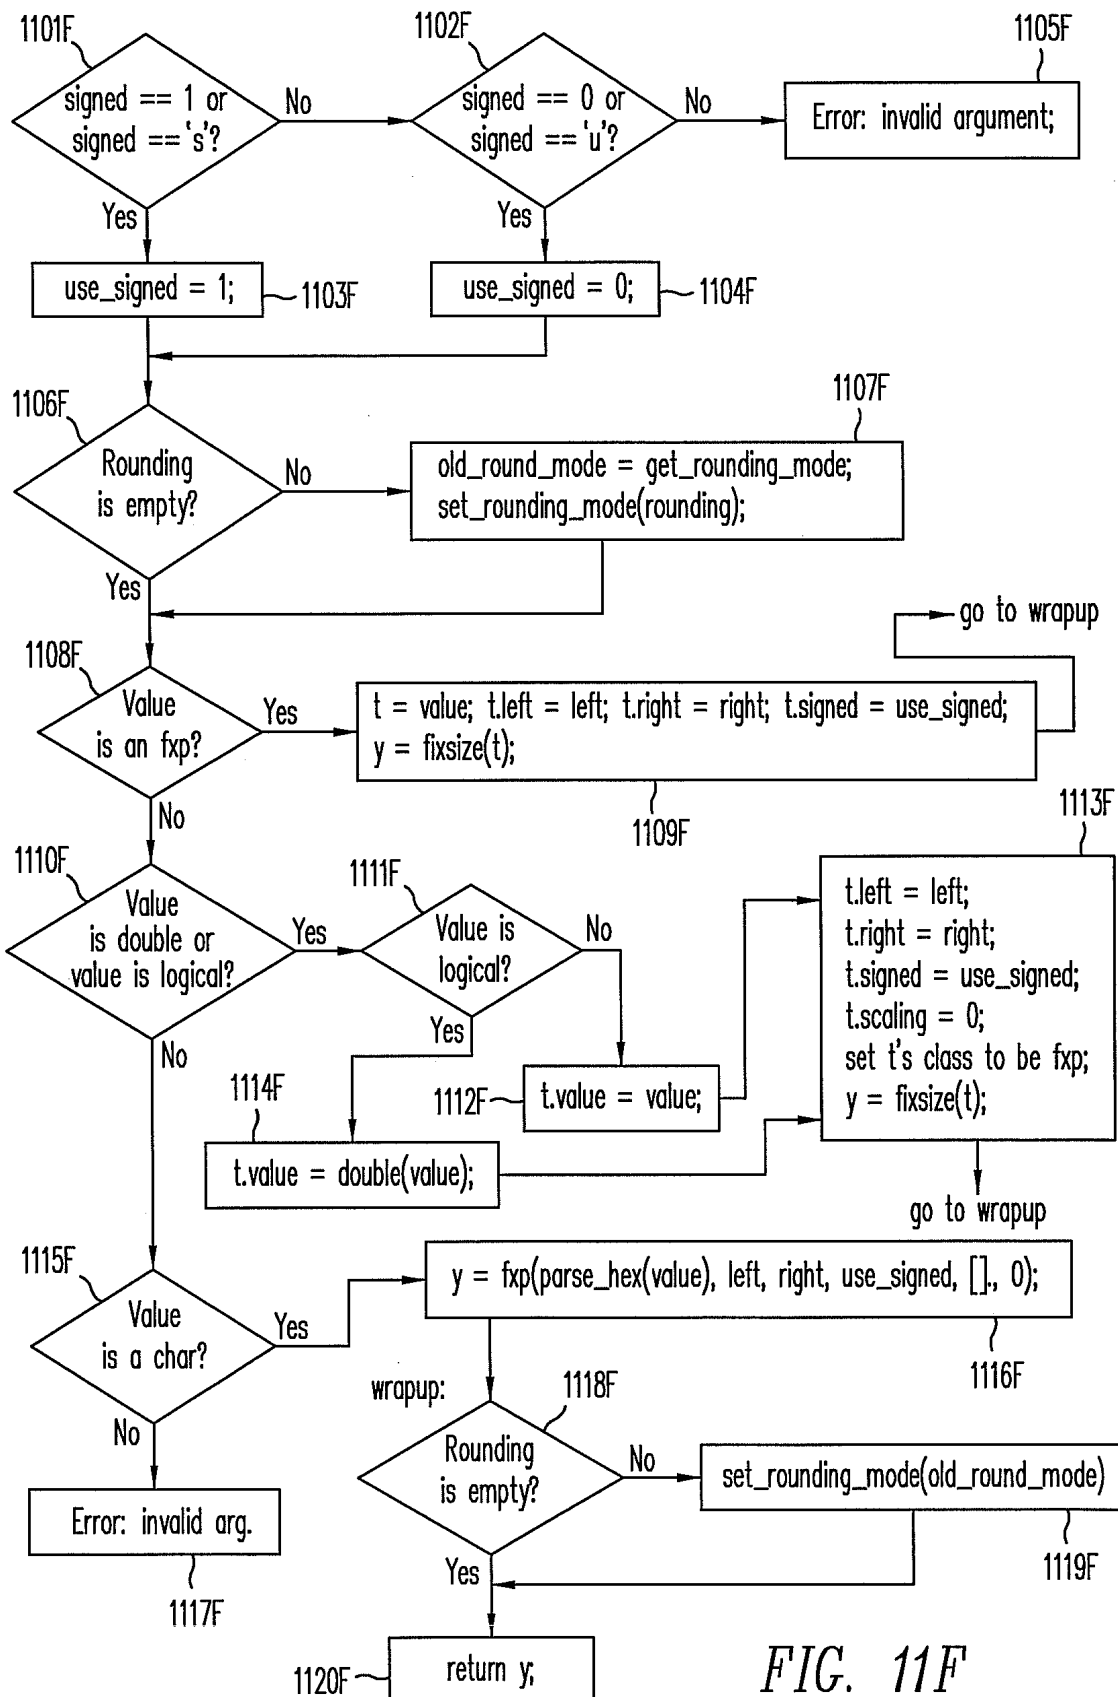 1101F
1102F
1105F
signed == 1 or
signed == 's'?
No
signed == 0 or
signed == 'u'?
No
Error: invalid argument;
Yes
Yes
use_signed = 1;
1103F
use_signed = 0;
1104F
1106F
1107F
Rounding
is empty?
No
old_round_mode = get_rounding_mode;
set_rounding_mode(rounding);
Yes
go to wrapup
1108F
Value
is an fxp?
Yes
t = value; t.left = left; t.right = right; t.signed = use_signed;
y = fixsize(t);
No
1109F
1113F
1110F
1111F
Value
is double or
value is logical?
Yes
Value is
logical?
No
t.left = left;
t.right = right;
t.signed = use_signed;
t.scaling = 0;
set t's class to be fxp;
y = fixsize(t);
No
Yes
1114F
1112F
t.value = value;
t.value = double(value);
go to wrapup
1115F
Value
is a char?
Yes
y = fxp(parse_hex(value), left, right, use_signed, []., 0);
1116F
No
wrapup:
1118F
Rounding
is empty?
No
set_rounding_mode(old_round_mode)
Error: invalid arg.
1117F
Yes
1119F
1120F
return y;
FIG. 11F